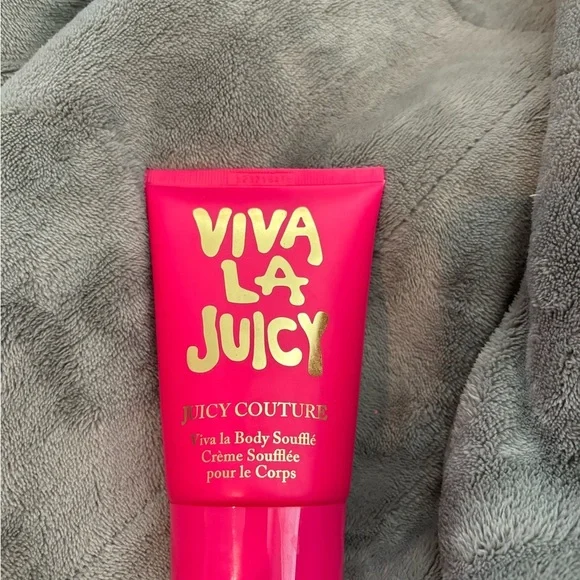 VIVA
LA
JUICY
JUICY COUTURE
Viva la Body Soufflé
Crème Soufflée
pour le Corps